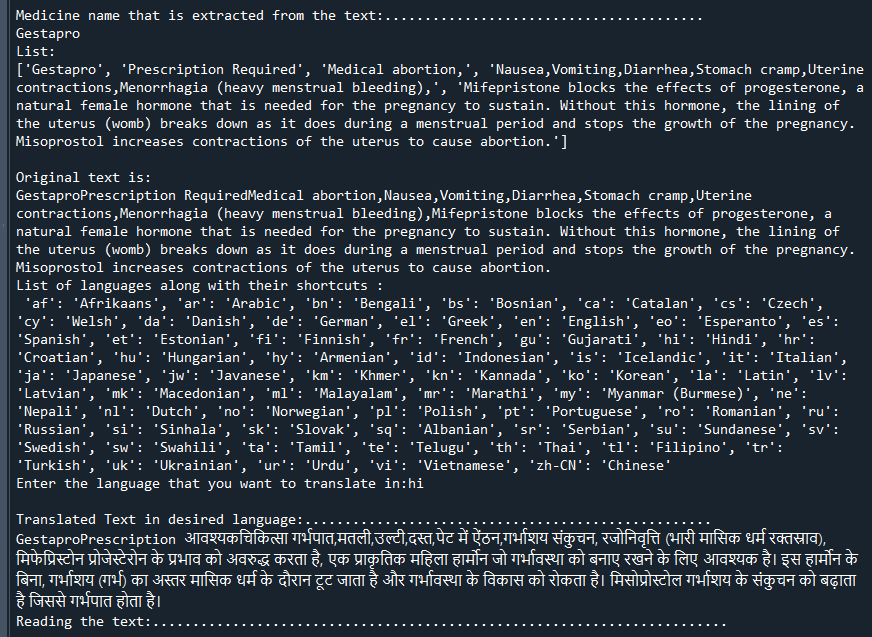 Medicine name that is extracted from the text:.......................................
Gestapro
List:
['Gestapro', 'Prescription Required', 'Medical abortion,', 'Nausea,Vomiting,Diarrhea,Stomach cramp,Uterine
contractions,Menorrhagia (heavy menstrual bleeding),', 'Mifepristone blocks the effects of progesterone, a
natural female hormone that is needed for the pregnancy to sustain. Without this hormone, the lining of
the uterus (womb) breaks down as it does during a menstrual period and stops the growth of the pregnancy.
Misoprostol increases contractions of the uterus to cause abortion.']
Original text is:
GestaproPrescription RequiredMedical abortion,Nausea,Vomiting,Diarrhea,Stomach cramp,Uterine
contractions,Menorrhagia (heavy menstrual bleeding),Mifepristone blocks the effects of progesterone, a
natural female hormone that is needed for the pregnancy to sustain. Without this hormone, the lining of
the uterus (womb) breaks down as it does during a menstrual period and stops the growth of the pregnancy.
Misoprostol increases contractions of the uterus to cause abortion.
List of languages along with their shortcuts :
'af': 'Afrikaans', 'ar': 'Arabic', 'bn': 'Bengali', 'bs': 'Bosnian', 'ca': 'Catalan', 'cs': 'Czech',
'cy': 'Welsh', 'da': 'Danish', 'de': 'German', 'el': 'Greek', 'en': 'English', 'eo': 'Esperanto', 'es':
'Spanish', 'et': 'Estonian', 'fi': 'Finnish', 'fr': 'French', 'gu': 'Gujarati', 'hi': 'Hindi', 'hr':
'Croatian', 'hu': 'Hungarian', 'hy': 'Armenian', 'id': 'Indonesian', 'is': 'Icelandic', 'it': 'Italian',
'ja': 'Japanese', 'jw': 'Javanese', 'km': 'Khmer', 'kn': 'Kannada', 'ko': 'Korean', 'la': 'Latin', 'lv':
'Latvian', 'mk': 'Macedonian', 'ml': 'Malayalam', 'mr': 'Marathi', 'my': 'Myanmar (Burmese)', 'ne':
'Nepali', 'nl': 'Dutch', 'no': 'Norwegian', 'pl': 'Polish', 'pt': 'Portuguese', 'ro': 'Romanian', 'ru':
'Russian', 'si': 'Sinhala', 'sk': 'Slovak', 'sq': 'Albanian', 'sr': 'Serbian', 'su': 'Sundanese', 'sv':
'Swedish', 'sw': 'Swahili', 'ta': 'Tamil', 'te': 'Telugu', 'th': 'Thai', 'tl': 'Filipino', 'tr':
'Turkish', 'uk': 'Ukrainian', 'ur': 'Urdu', 'vi': 'Vietnamese', 'zh-CN': 'Chinese'
Enter the language that you want to translate in:hi
Translated Text in desired language:..................................................
GestaproPrescription आवश्यकचिकित्सा गर्भपात,मतली,उल्टी,दस्त,पेट में ऐंठन,गर्भाशय संकुचन, रजोनिवृत्ति (भारी मासिक धर्म रक्तस्राव),
मिफेप्रिस्टोन प्रोजेस्टेरोन के प्रभाव को अवरुद्ध करता है, एक प्राकृतिक महिला हार्मोन जो गर्भावस्था को बनाए रखने के लिए आवश्यक है। इस हार्मोन के
बिना, गर्भाशय (गर्भ) का अस्तर मासिक धर्म के दौरान टूट जाता है और गर्भावस्था के विकास को रोकता है। मिसोप्रोस्टोल गर्भाशय के संकुचन को बढ़ाता
है जिससे गर्भपात होता है।
Reading the text:.......................................................................